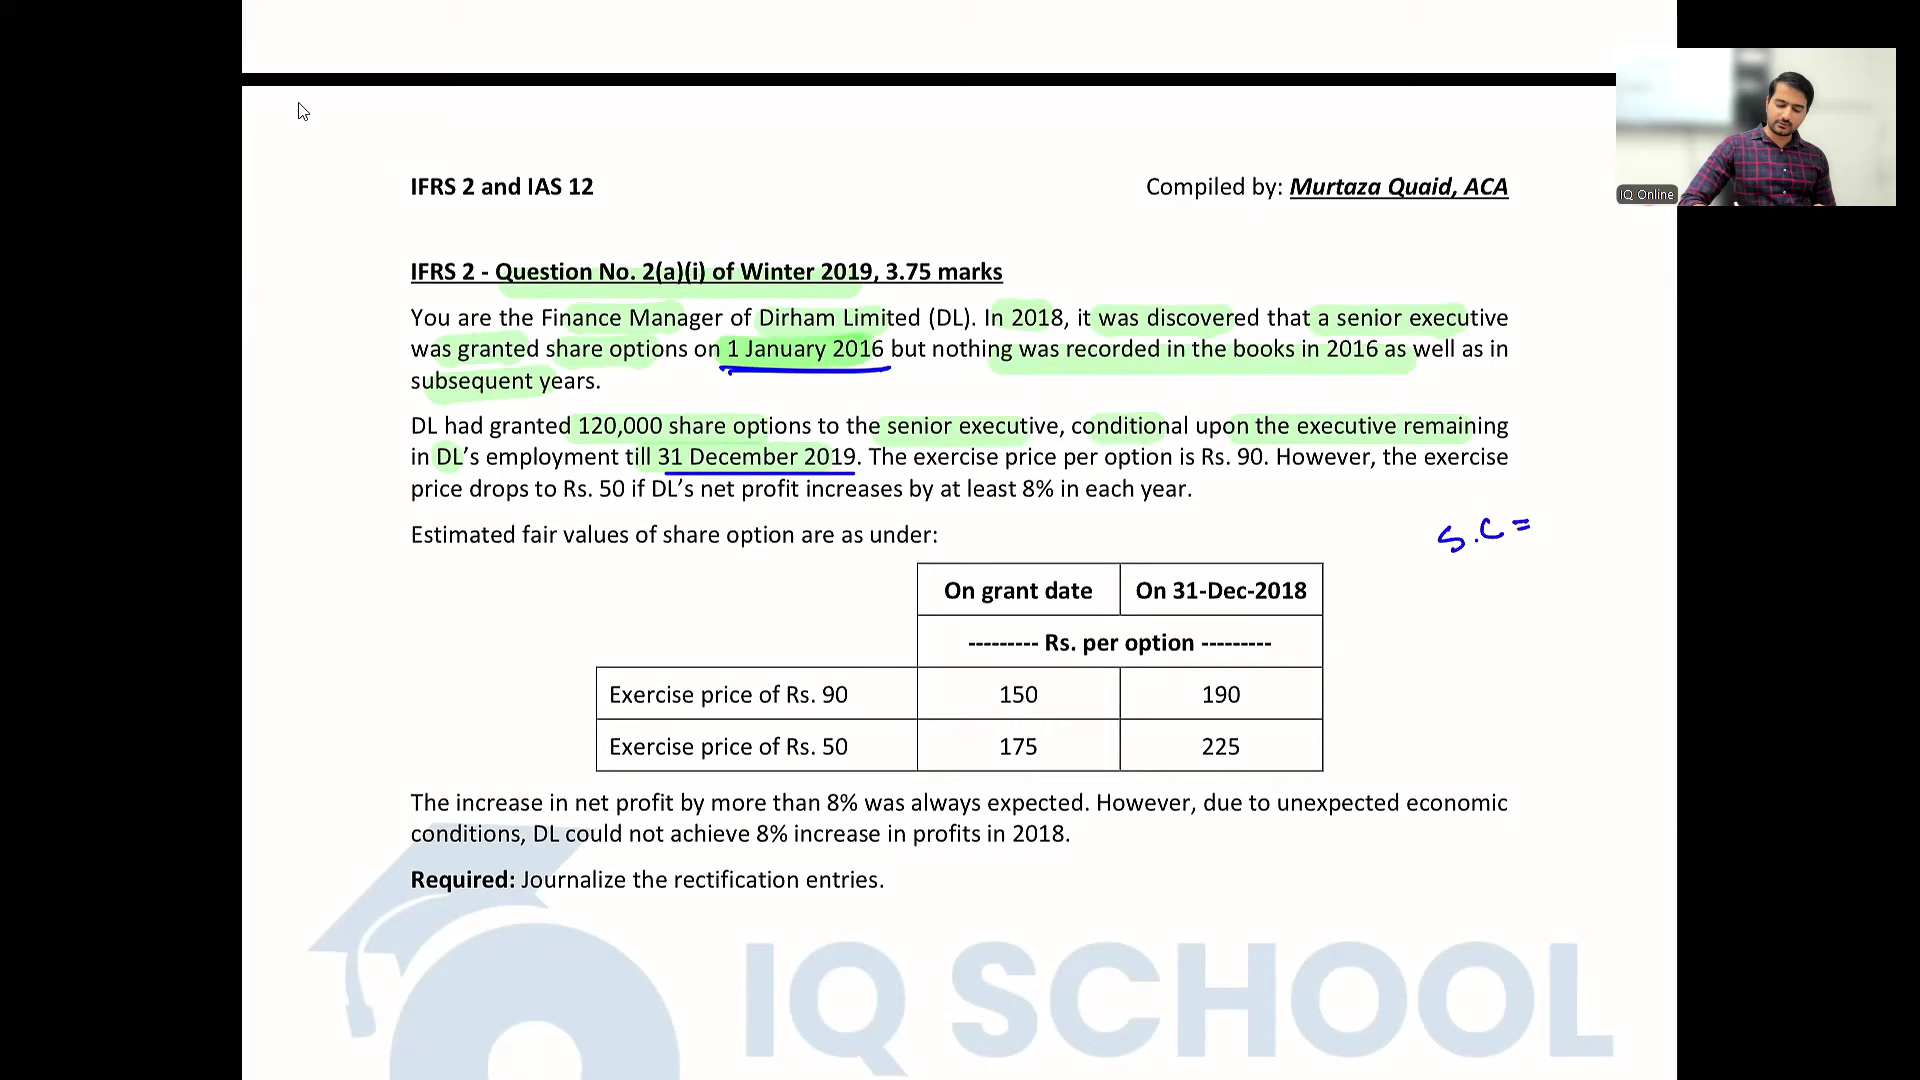 IFRS 2 and IAS 12
Compiled by: Murtaza Quaid, ACA
IQ Online
IFRS 2 - Question No. 2(a)(i) of Winter 2019, 3.75 marks
You are the Finance Manager of Dirham Limited (DL). In 2018, it was discovered that a senior executive
was granted share options on 1 January 2016 but nothing was recorded in the books in 2016 as well as in
subsequent years.
DL had granted 120,000 share options to the senior executive, conditional upon the executive remaining
in DL’s employment till 31 December 2019. The exercise price per option is Rs. 90. However, the exercise
price drops to Rs. 50 if DL’s net profit increases by at least 8% in each year.
Estimated fair values of share option are as under:
S.C =
On grant date On 31-Dec-2018
--------- Rs. per option ---------
Exercise price of Rs. 90 150 190
Exercise price of Rs. 50 175 225
The increase in net profit by more than 8% was always expected. However, due to unexpected economic
conditions, DL could not achieve 8% increase in profits in 2018.
Required: Journalize the rectification entries.
IQ SCHOOL